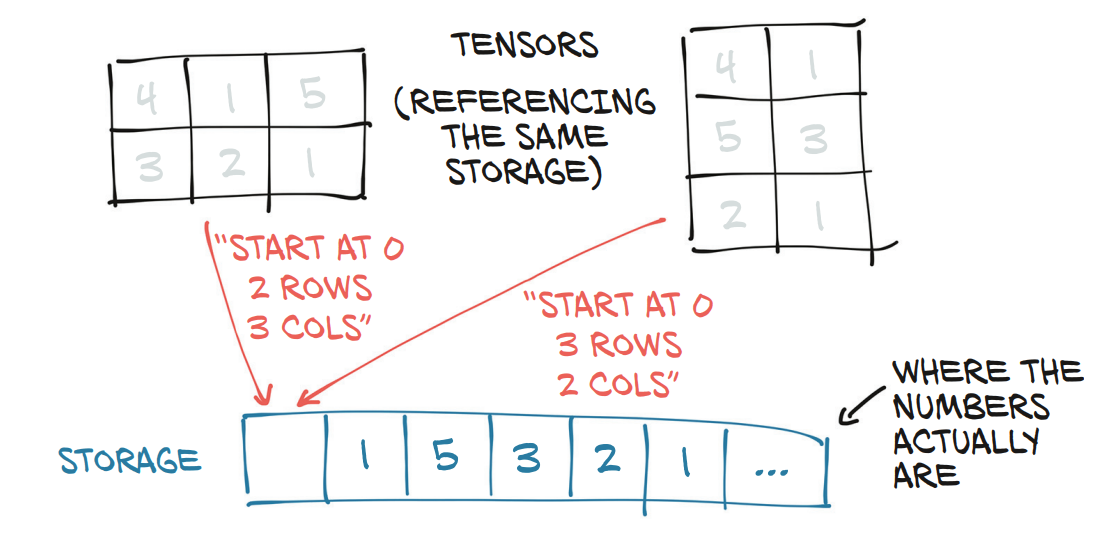 TENSORS
(REFERENCING
THE SAME
STORAGE)
4 1 5
3 2 1
4 1
5 3
2 1
"START AT 0
2 ROWS
3 COLS"
"START AT 0
3 ROWS
2 COLS"
WHERE THE
NUMBERS
ACTUALLY
ARE
STORAGE
1 5 3 2 1 ...